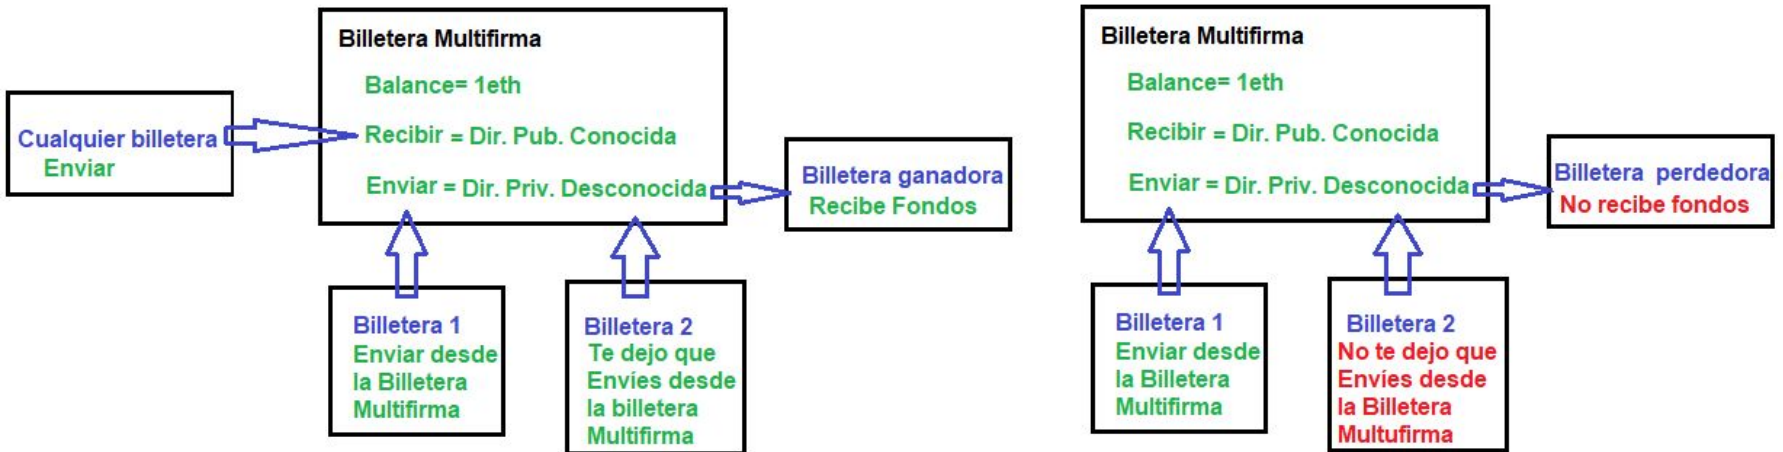 Cualquier billetera
Enviar
Billetera Multifirma
Balance= 1eth
Recibir = Dir. Pub. Conocida
Enviar = Dir. Priv. Desconocida
Billetera ganadora
Recibe Fondos
Billetera 1
Enviar desde
la Billetera
Multifirma
Billetera 2
Te dejo que
Envíes desde
la billetera
Multifirma
Billetera Multifirma
Balance= 1eth
Recibir = Dir. Pub. Conocida
Enviar = Dir. Priv. Desconocida
Billetera perdedora
No recibe fondos
Billetera 1
Enviar desde
la Billetera
Multifirma
Billetera 2
No te dejo que
Envíes desde
la Billetera
Multufirma